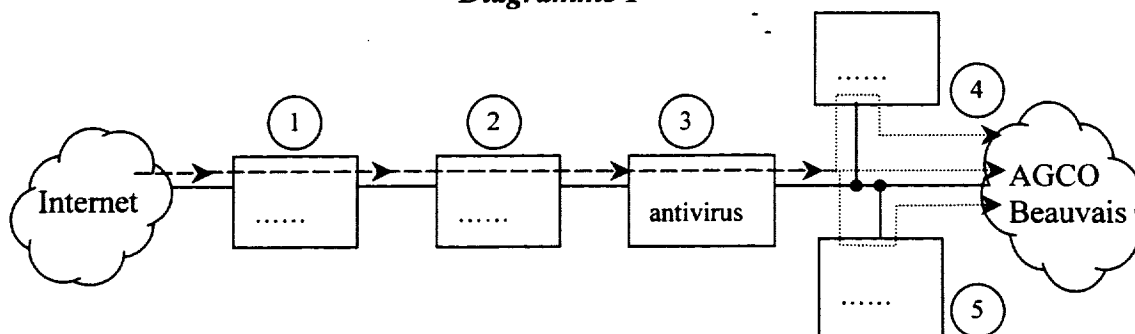 Diagramme 1
4
1
2
3
Internet
......
......
antivirus
......
AGCO
Beauvais
......
5